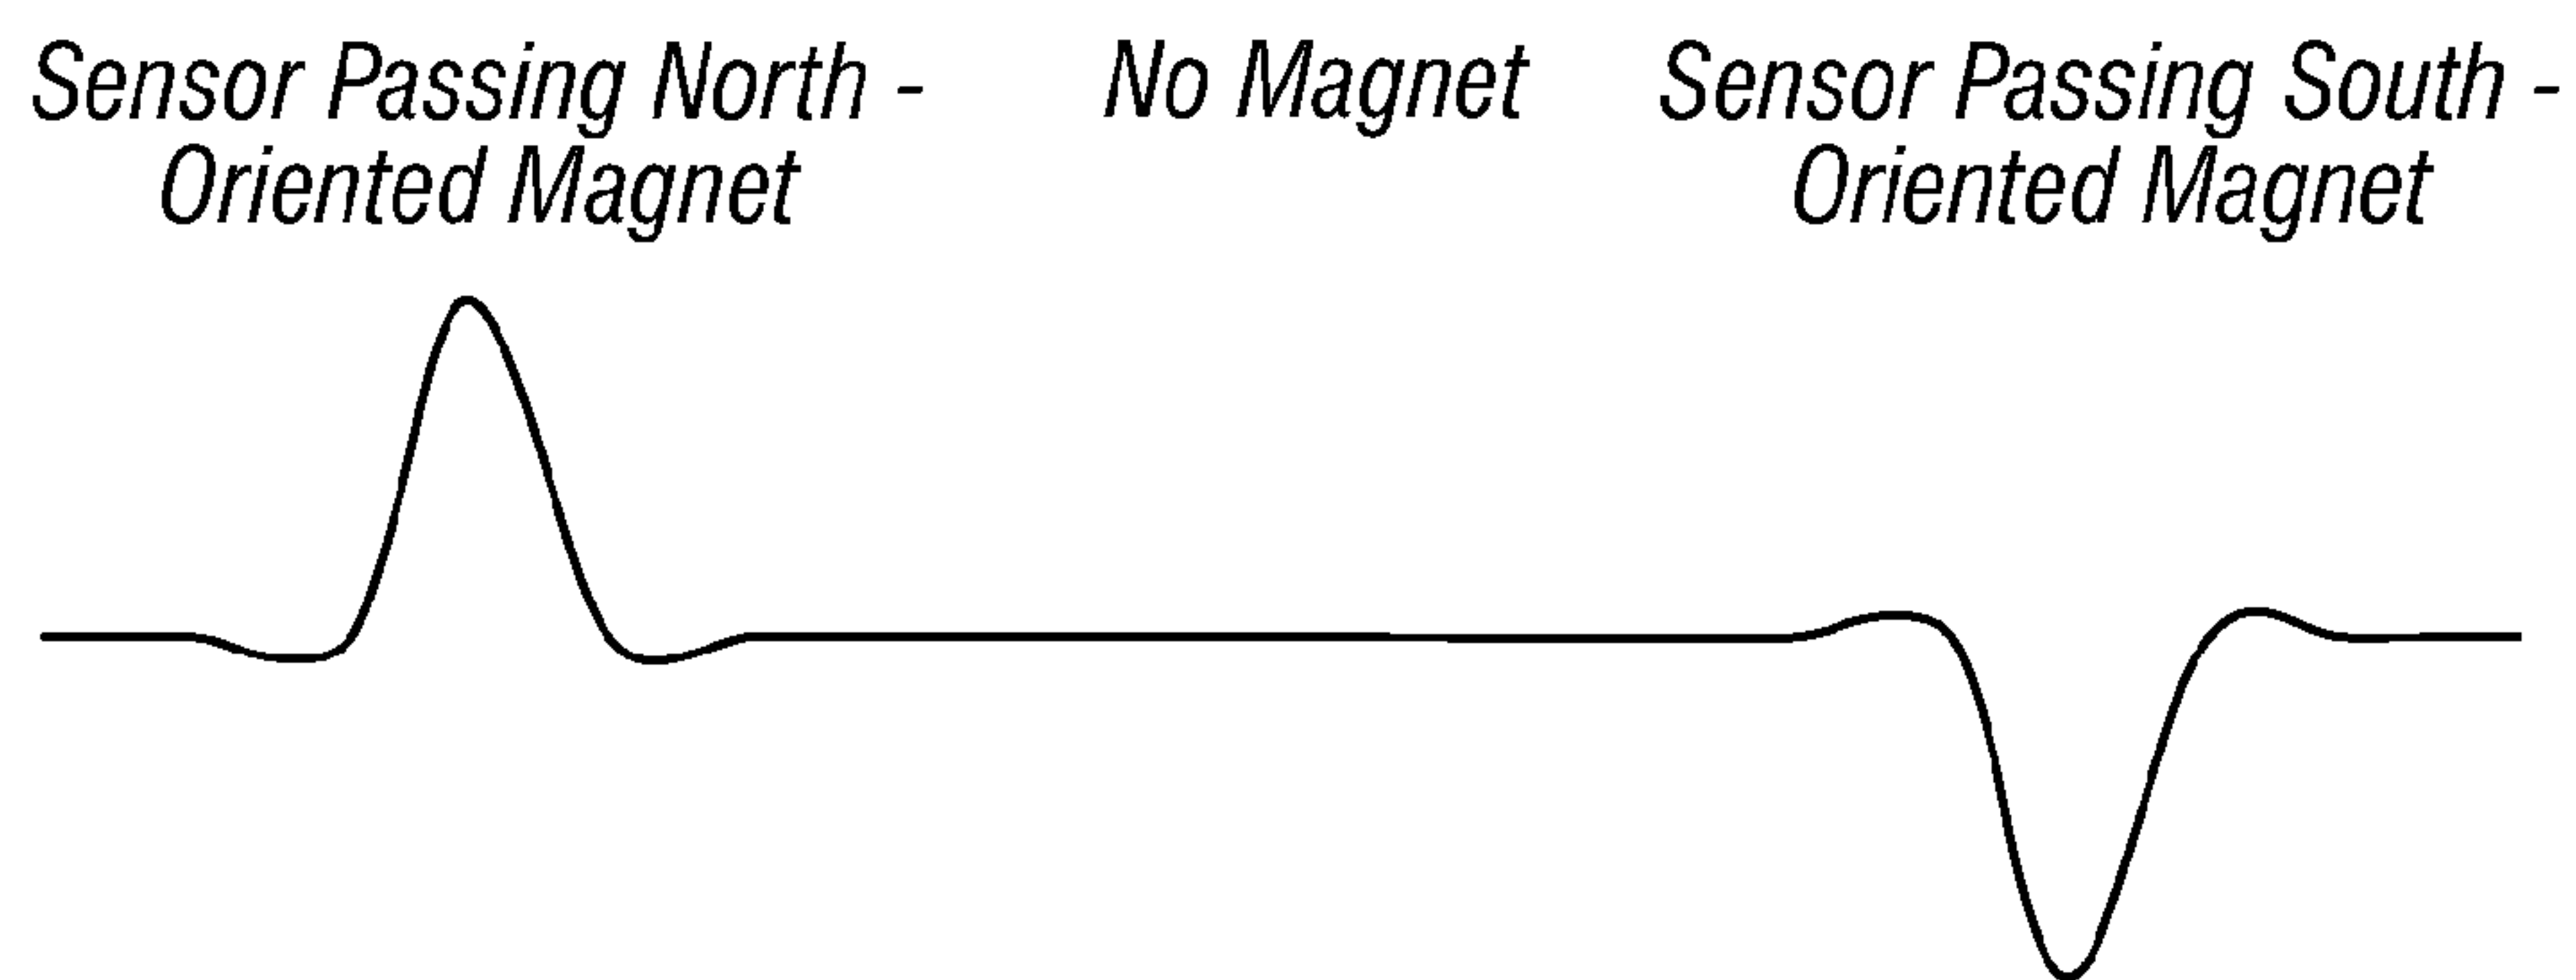 Sensor Passing North -
Oriented Magnet
No Magnet
Sensor Passing South -
Oriented Magnet